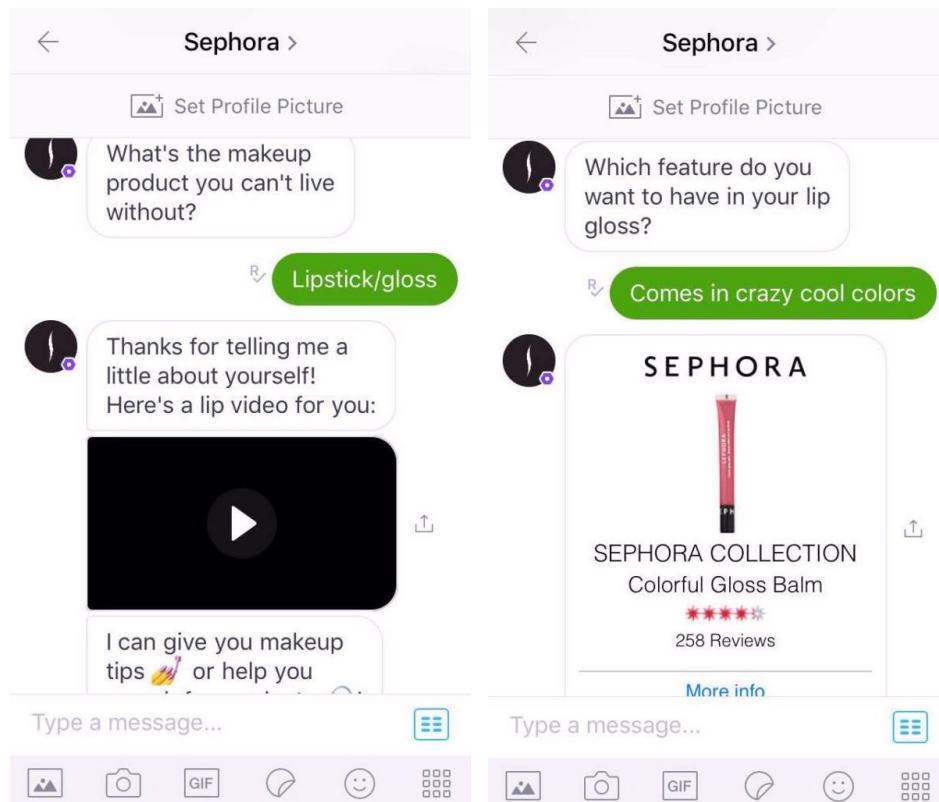 Sephora >
Set Profile Picture
What's the makeup
product you can't live
without?
R
Lipstick/gloss
Thanks for telling me a
little about yourself!
Here's a lip video for you:
I can give you makeup
tips 💅 or help you
Type a message...
GIF
Sephora >
Set Profile Picture
Which feature do you
want to have in your lip
gloss?
R
Comes in crazy cool colors
SEPHORA
SEPHORA
SEPHORA COLLECTION
Colorful Gloss Balm
258 Reviews
More info
Type a message...
GIF